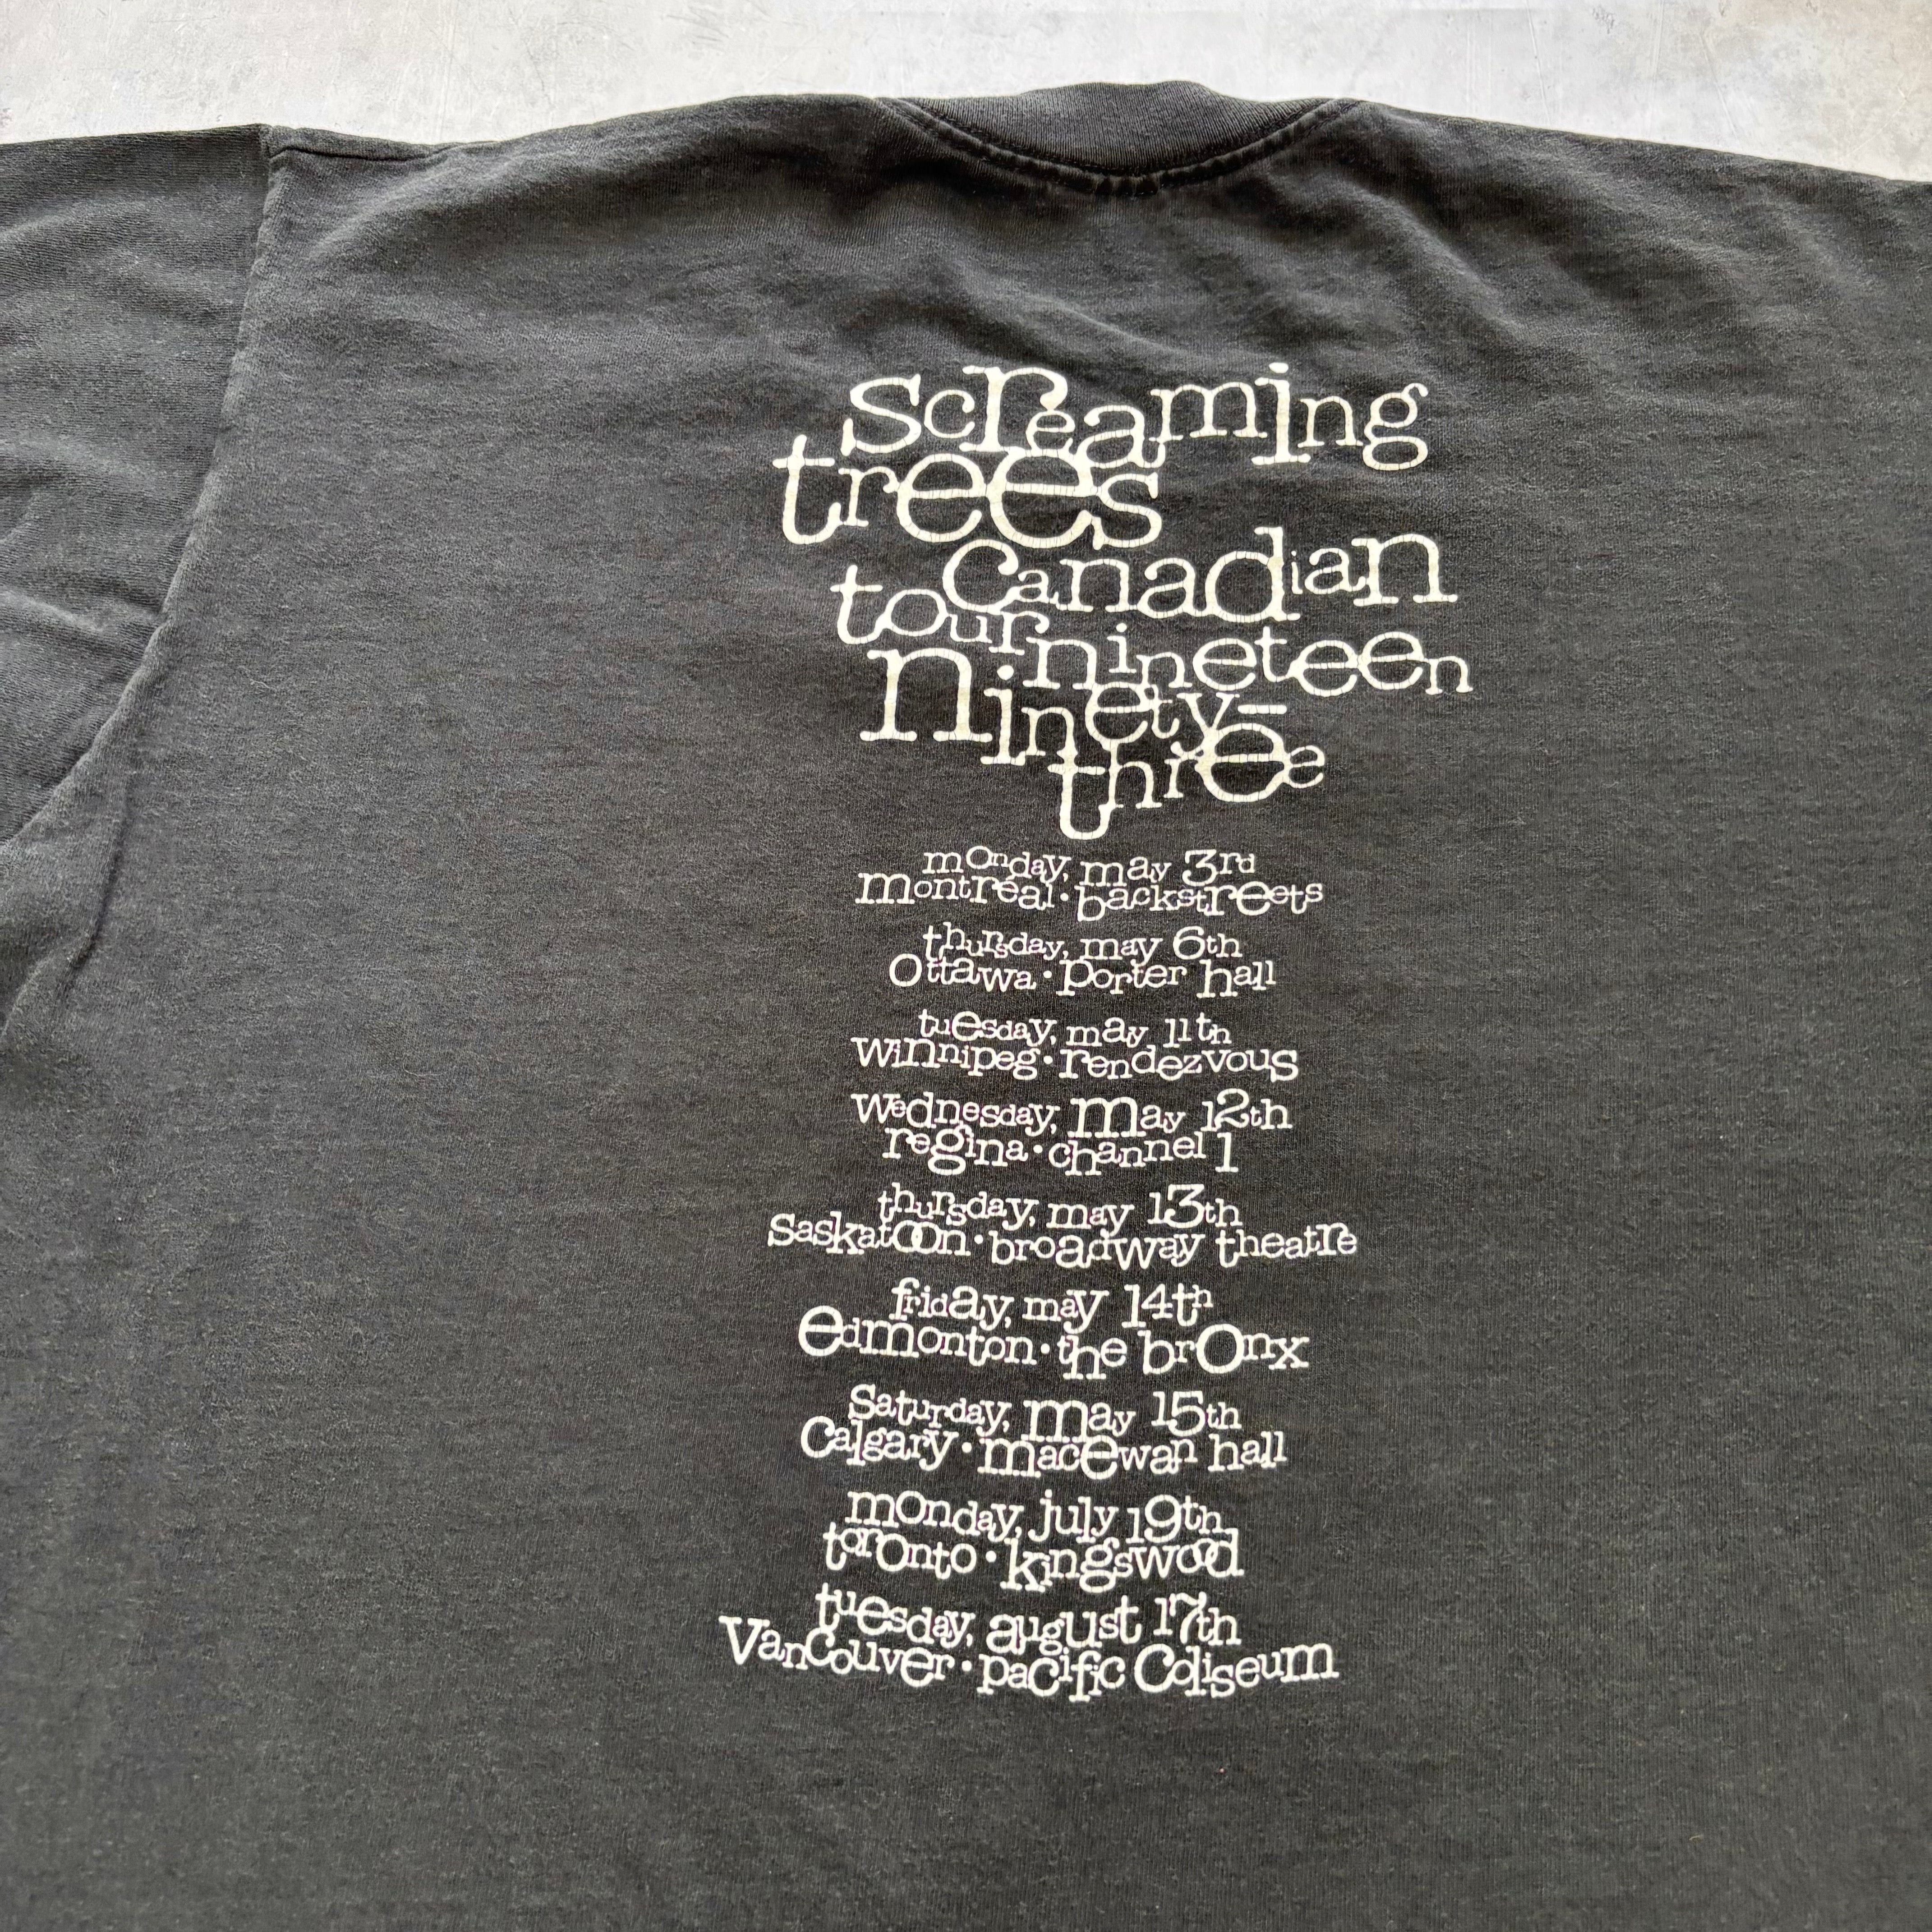 screaming
trees
Canadian
tour nineteen
ninety-
three
monday, may 3rd
montreal • backstreets
thursday, may 6th
Ottawa • porter hall
tuesday, may 11th
winnipeg • rendezvous
wednesday, may 12th
regina • channel 1
thursday, may 13th
Saskatoon • broadway theatre
friday, may 14th
edmonton • the bronx
Saturday, may 15th
Calgary • macewan hall
monday, july 19th
toronto • kingswood
tuesday, august 17th
VanCouver • paCific Coliseum